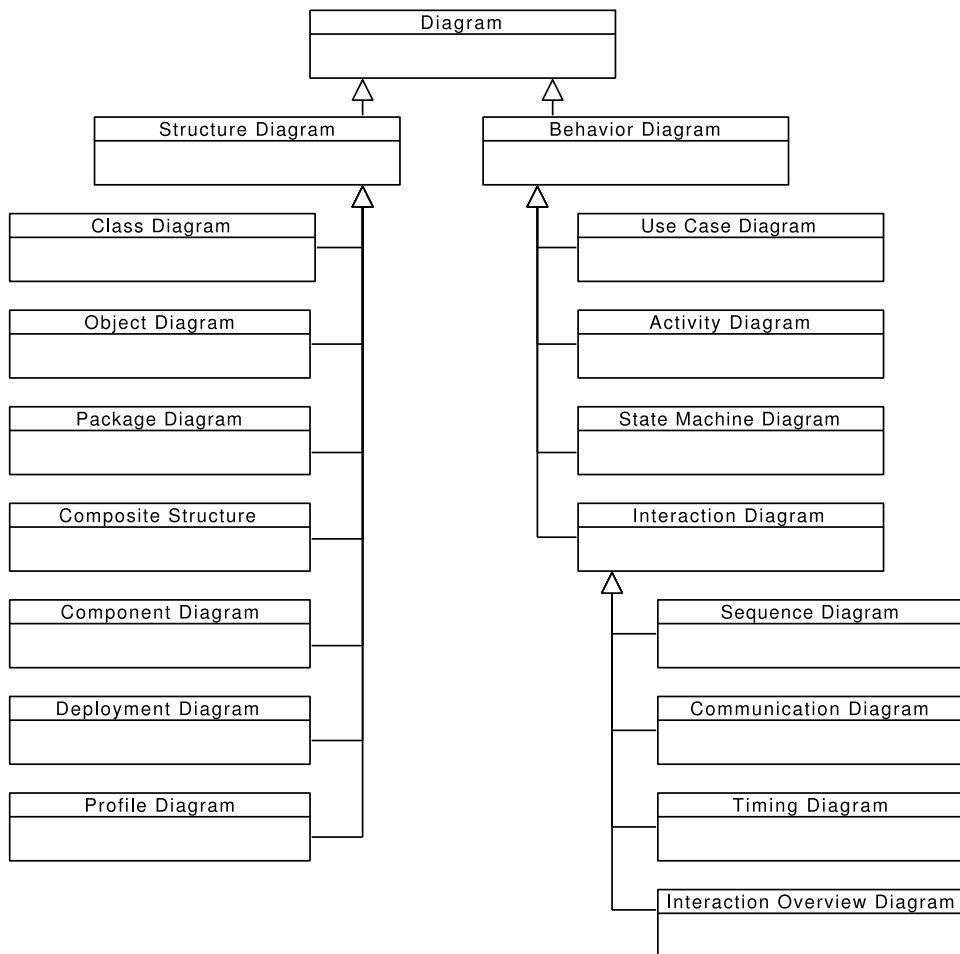 Diagram
Structure Diagram
Behavior Diagram
Class Diagram
Use Case Diagram
Object Diagram
Activity Diagram
Package Diagram
State Machine Diagram
Composite Structure
Interaction Diagram
Component Diagram
Sequence Diagram
Deployment Diagram
Communication Diagram
Profile Diagram
Timing Diagram
Interaction Overview Diagram